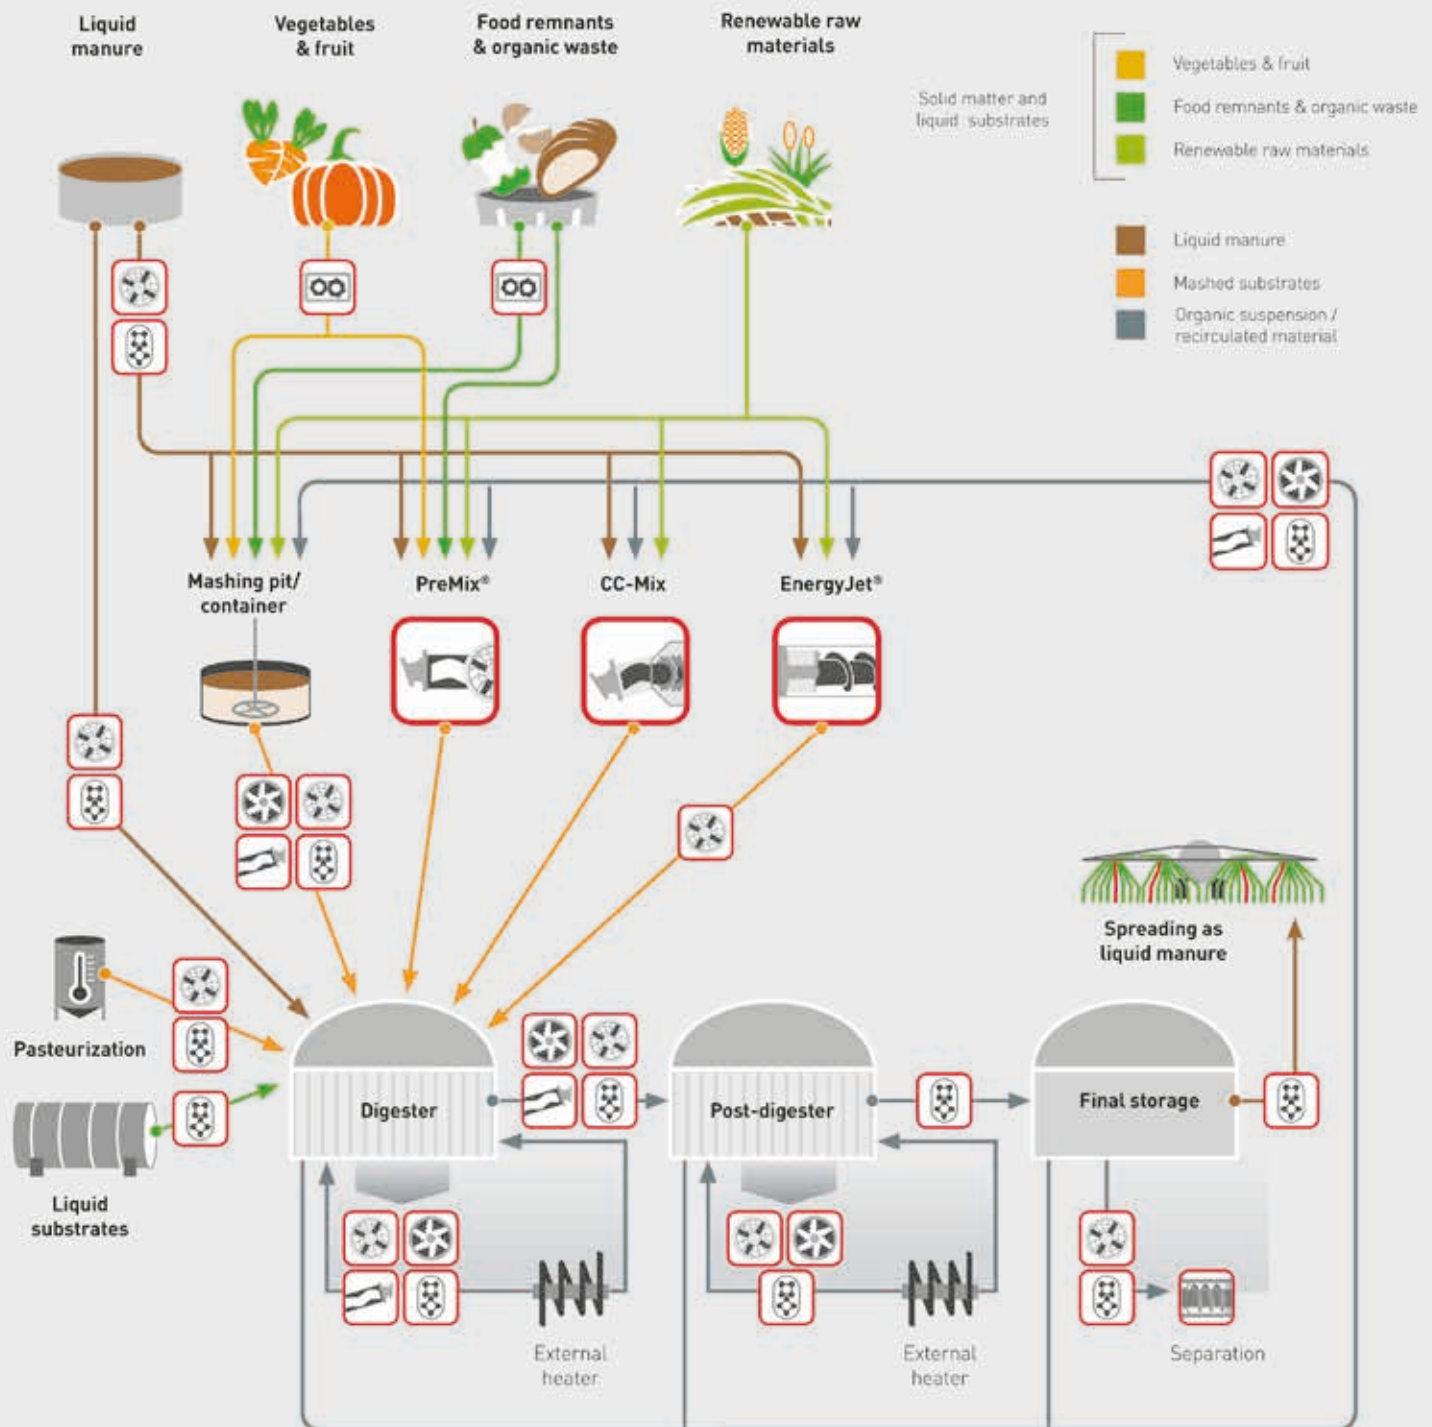 Liquid
manure
Vegetables
& fruit
Food remnants
& organic waste
Renewable raw
materials
Solid matter and
liquid substrates
Vegetables & fruit
Food remnants & organic waste
Renewable raw materials
Liquid manure
Mashed substrates
Organic suspension /
recirculated material
Mashing pit/
container
PreMix®
CC-Mix
EnergyJet®
Spreading as
liquid manure
Pasteurization
Liquid
substrates
Digester
Post-digester
Final storage
External
heater
External
heater
Separation